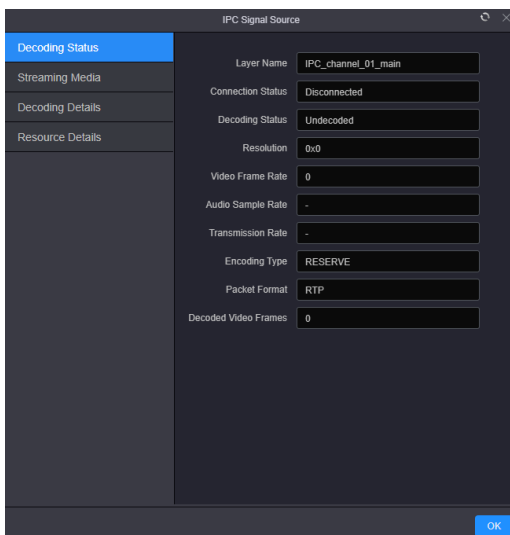 IPC Signal Source
Decoding Status
Streaming Media
Decoding Details
Resource Details
Layer Name IPC_channel_01_main
Connection Status Disconnected
Decoding Status Undecoded
Resolution 0x0
Video Frame Rate 0
Audio Sample Rate -
Transmission Rate -
Encoding Type RESERVE
Packet Format RTP
Decoded Video Frames 0
OK